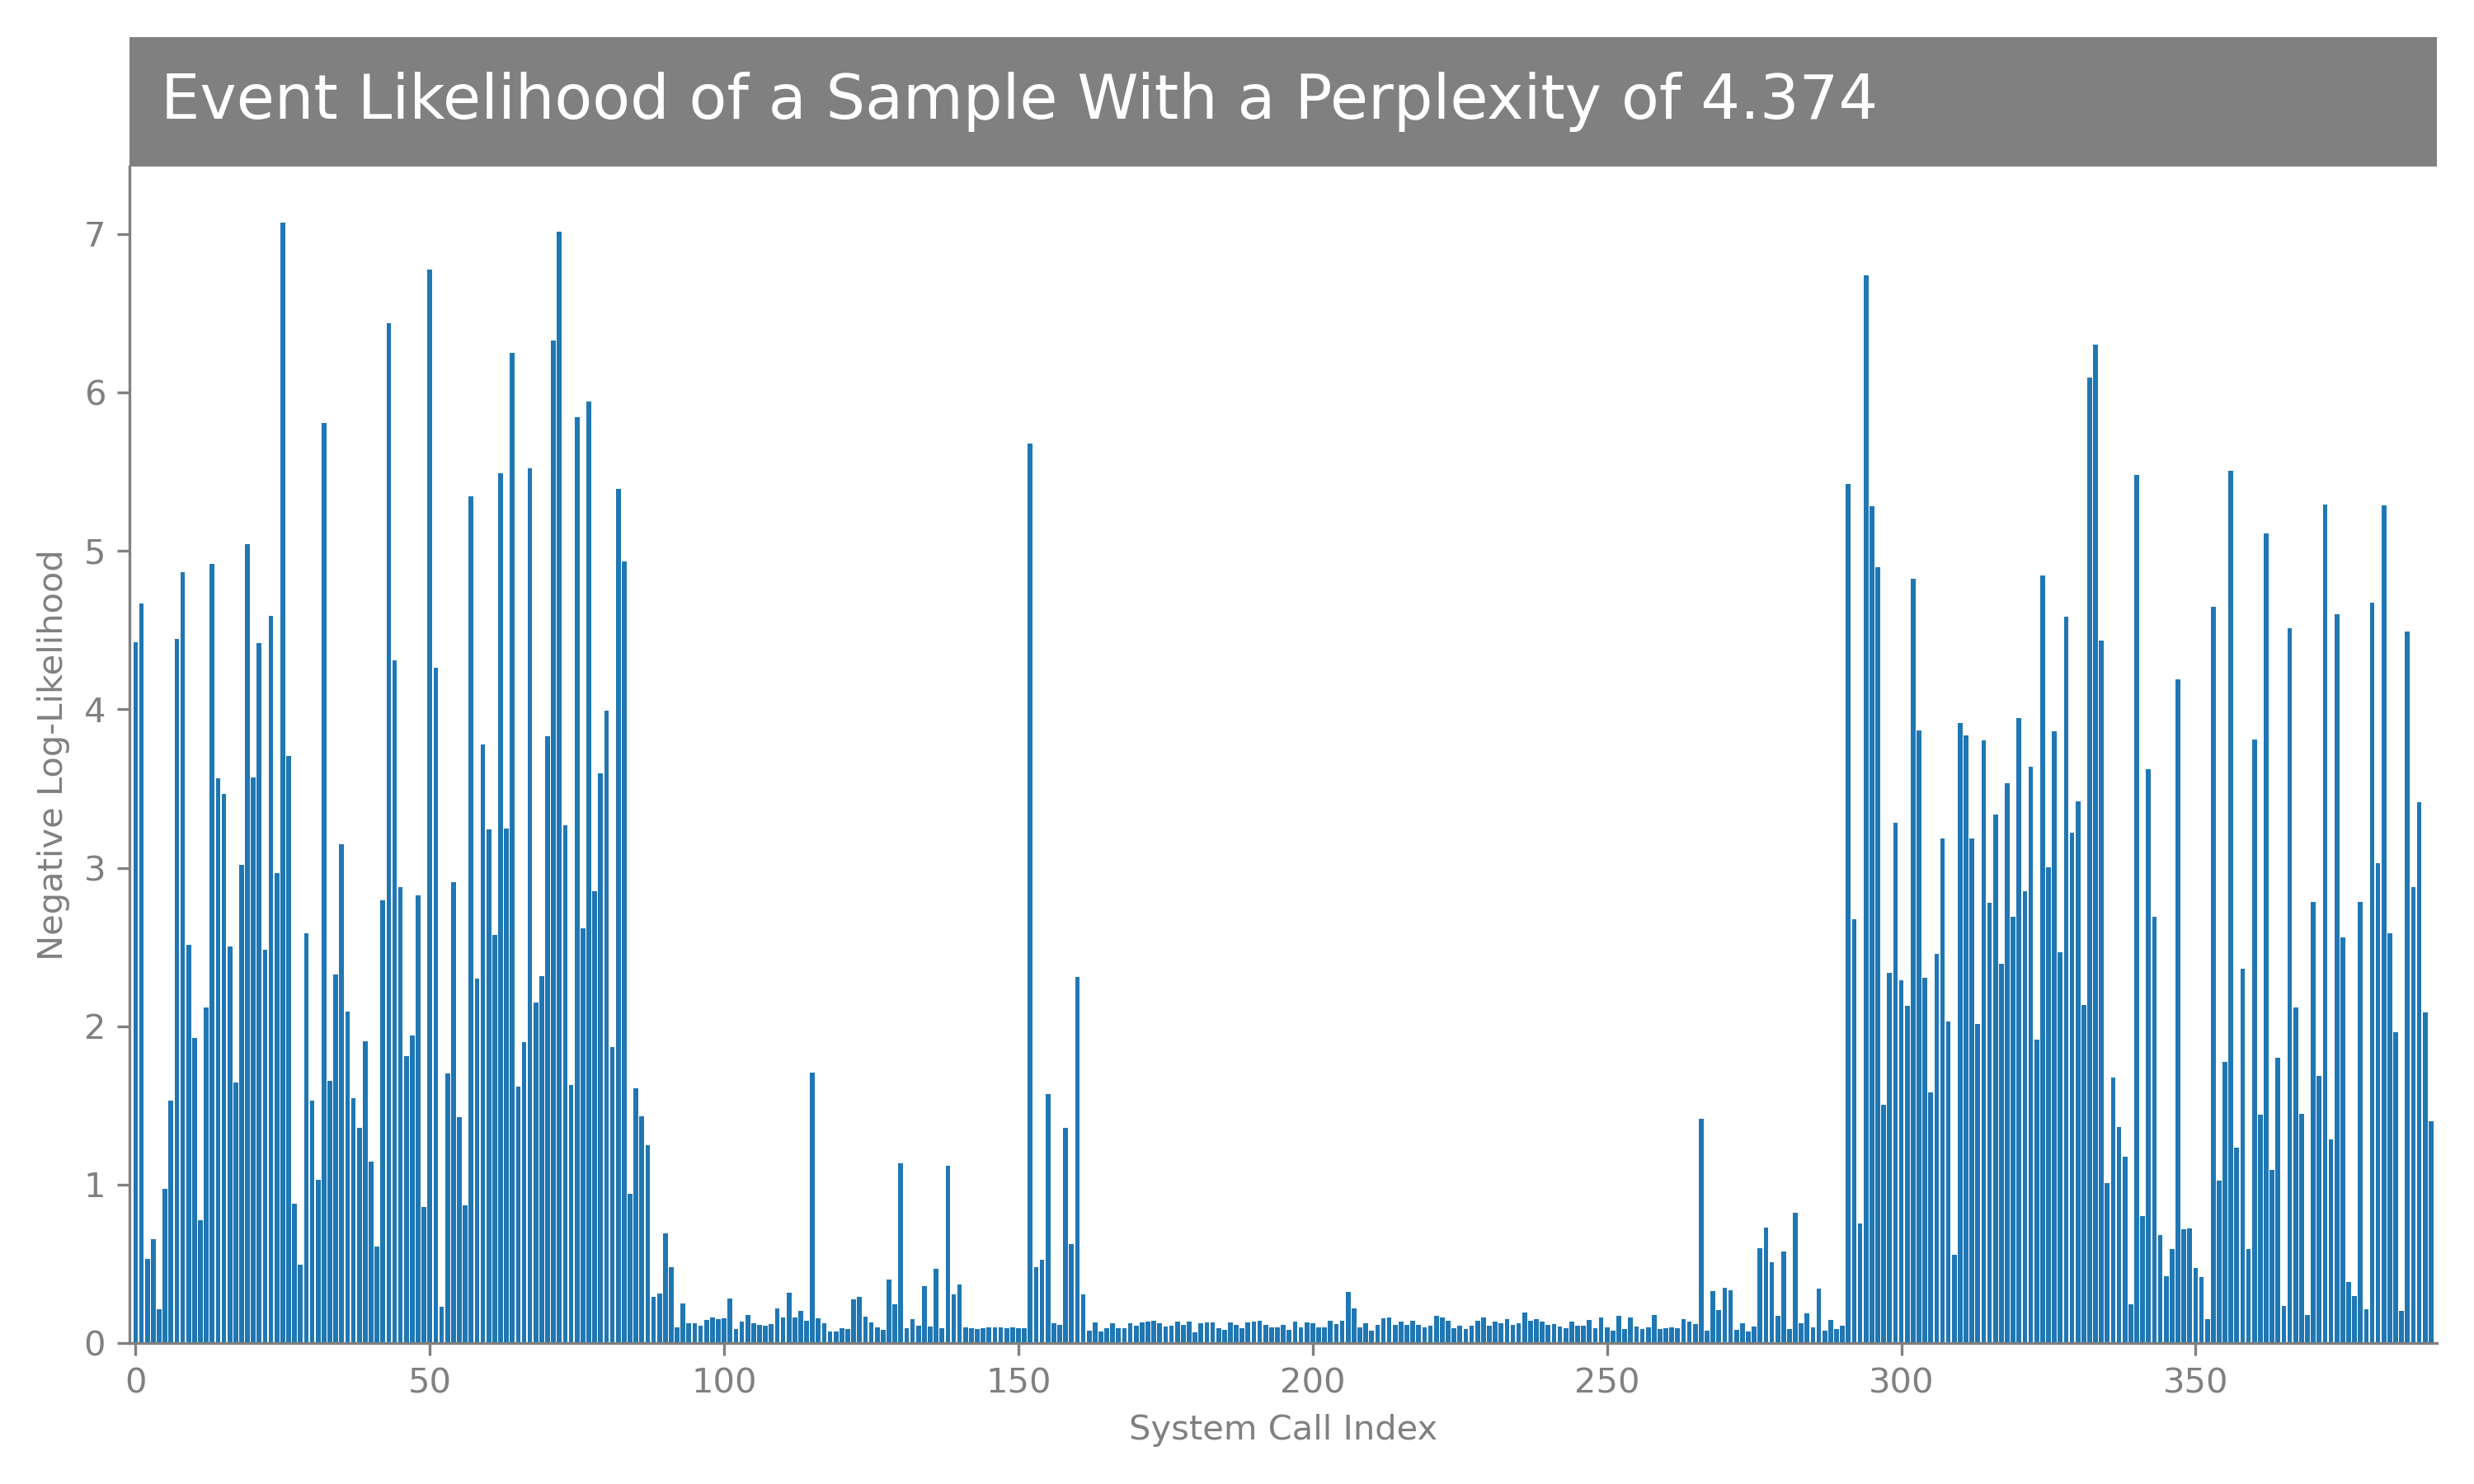 Event Likelihood of a Sample With a Perplexity of 4.374
Negative Log-Likelihood
7
6
5
4
3
2
1
0
0 50 100 150 200 250 300 350
System Call Index